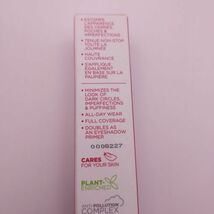 • ESTOMPE
L'APPARENCE
DES CERNES,
POCHES &
IMPERFECTIONS
• TENUE NON-STOP
TOUTE LA
JOURNÉE
• HAUTE
COUVRANCE
• S'APPLIQUE
ÉGALEMENT
EN BASE SUR LA
PAUPIÈRE
• MINIMIZES THE
LOOK OF
DARK CIRCLES,
IMPERFECTIONS
& PUFFINESS
• ALL-DAY WEAR
• FULL COVERAGE
• DOUBLES AS
AN EYESHADOW
PRIMER
0009227
CARES
FOR YOUR SKIN
PLANT-
ENRICHED
ANTI-POLLUTION
COMPLEX